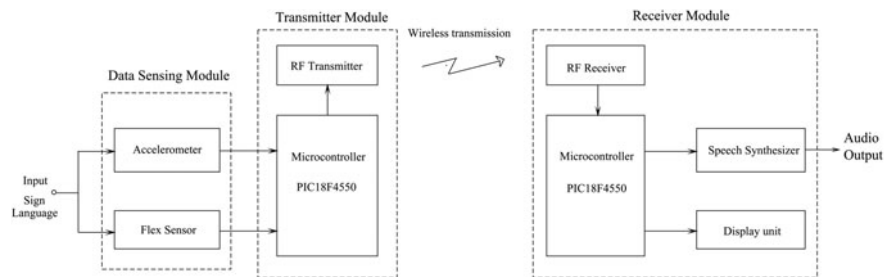 Transmitter Module
Receiver Module
Wireless transmission
RF Transmitter
RF Receiver
Data Sensing Module
Accelerometer
Microcontroller
PIC18F4550
Microcontroller
PIC18F4550
Speech Synthesizer
Audio
Output
Input
Sign
Language
Flex Sensor
Display unit